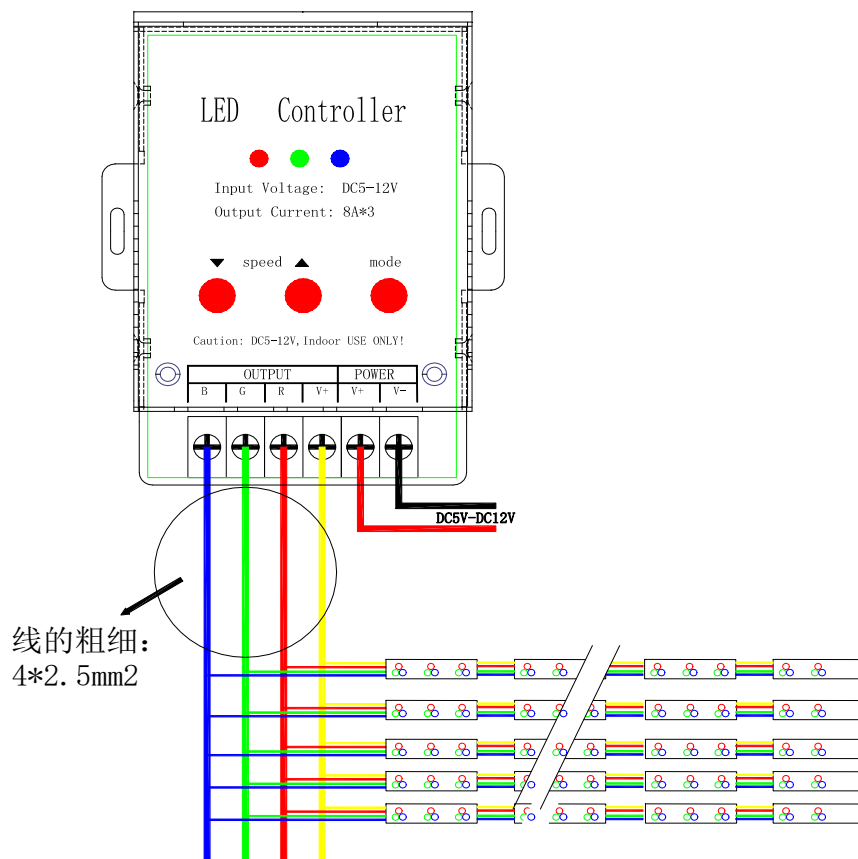 LED Controller
Input Voltage: DC5-12V
Output Current: 8A*3
▼ speed ▲ mode
Caution: DC5-12V,Indoor USE ONLY!
OUTPUT POWER
B G R V+ V+ V-
DC5V-DC12V
线的粗细:
4*2.5mm2